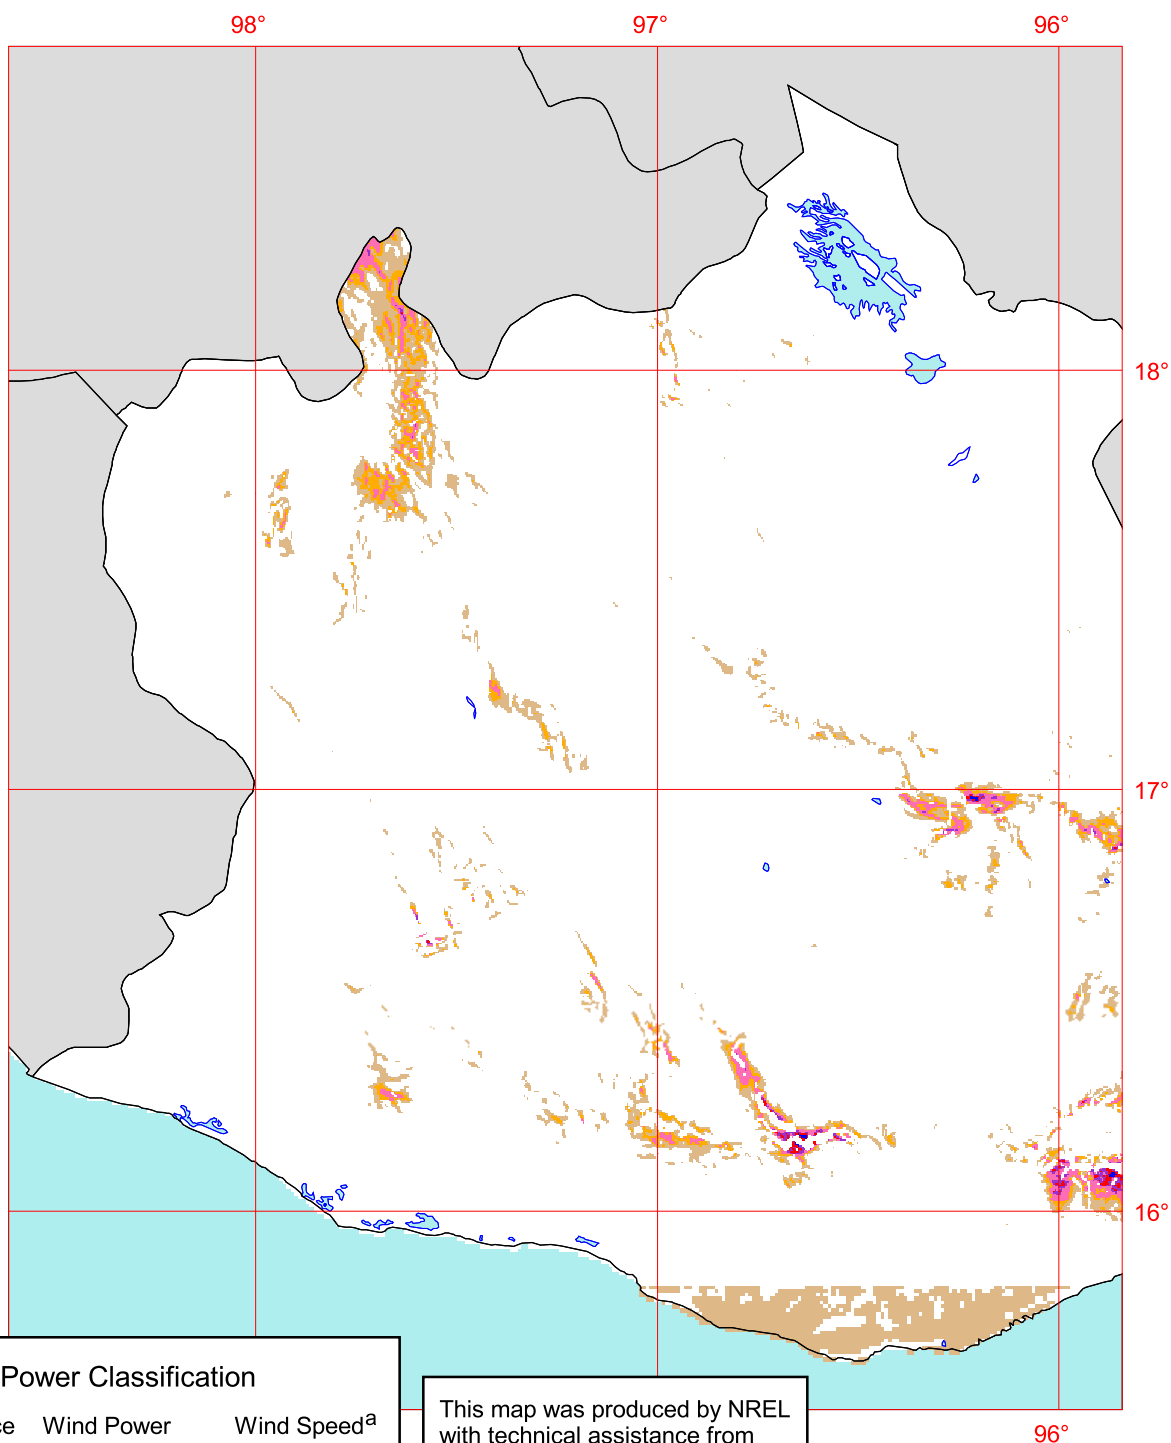 98° 97° 96°
18°
17°
16°
Power Classification
ce Wind Power Wind Speedᵃ
This map was produced by NREL
with technical assistance from
96°